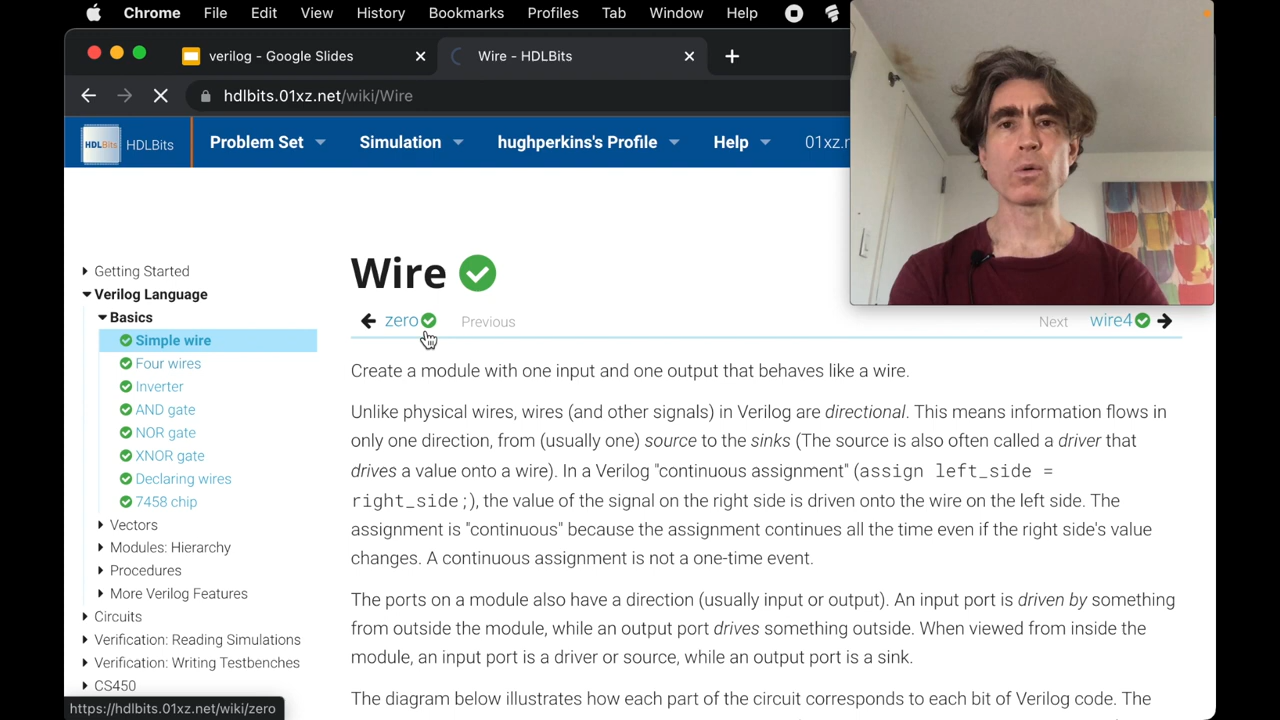 Chrome File Edit View History Bookmarks Profiles Tab Window Help
verilog - Google Slides
Wire - HDLBits
hdlbits.01xz.net/wiki/Wire
HDLBits HDLBits Problem Set Simulation hughperkins's Profile Help 01xz.r
Getting Started
Verilog Language
Basics
Simple wire
Four wires
Inverter
AND gate
NOR gate
XNOR gate
Declaring wires
7458 chip
Vectors
Modules: Hierarchy
Procedures
More Verilog Features
Circuits
Verification: Reading Simulations
Verification: Writing Testbenches
CS450
https://hdlbits.01xz.net/wiki/zero
Wire
zero Previous Next wire4
Create a module with one input and one output that behaves like a wire.
Unlike physical wires, wires (and other signals) in Verilog are directional. This means information flows in
only one direction, from (usually one) source to the sinks (The source is also often called a driver that
drives a value onto a wire). In a Verilog "continuous assignment" (assign left_side =
right_side;), the value of the signal on the right side is driven onto the wire on the left side. The
assignment is "continuous" because the assignment continues all the time even if the right side's value
changes. A continuous assignment is not a one-time event.
The ports on a module also have a direction (usually input or output). An input port is driven by something
from outside the module, while an output port drives something outside. When viewed from inside the
module, an input port is a driver or source, while an output port is a sink.
The diagram below illustrates how each part of the circuit corresponds to each bit of Verilog code. The